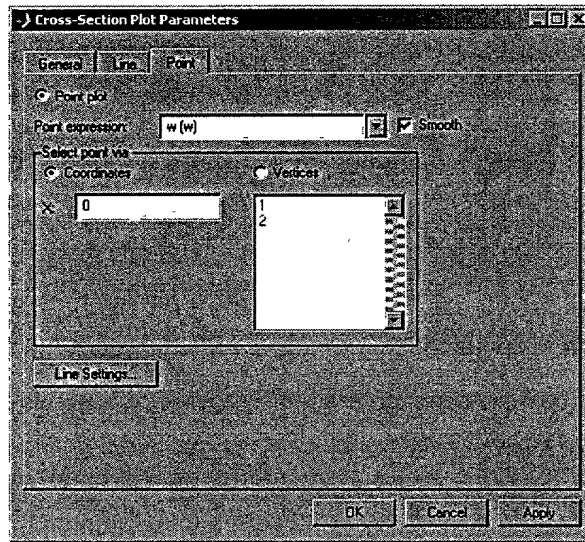 Cross-Section Plot Parameters
General Line Point
Point plot
Point expression: w (w) Smooth
Select point via
Coordinates Vertices
x: 0 1
2
Line Settings...
OK Cancel Apply